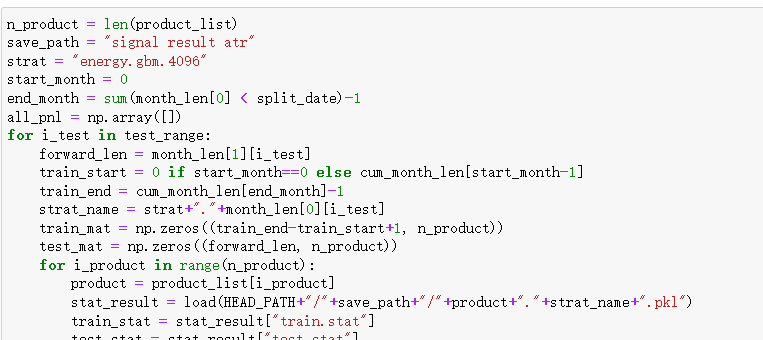 n_product = len(product_list)
save_path = "signal result atr"
strat = "energy.gbm.4096"
start_month = 0
end_month = sum(month_len[0] < split_date)-1
all_pnl = np.array([])
for i_test in test_range:
    forward_len = month_len[1][i_test]
    train_start = 0 if start_month==0 else cum_month_len[start_month-1]
    train_end = cum_month_len[end_month]-1
    strat_name = strat+"."+month_len[0][i_test]
    train_mat = np.zeros((train_end-train_start+1, n_product))
    test_mat = np.zeros((forward_len, n_product))
    for i_product in range(n_product):
        product = product_list[i_product]
        stat_result = load(HEAD_PATH+"/"+save_path+"/"+product+"."+strat_name+".pkl")
        train_stat = stat_result["train.stat"]
        test_stat = stat_result["test.stat"]